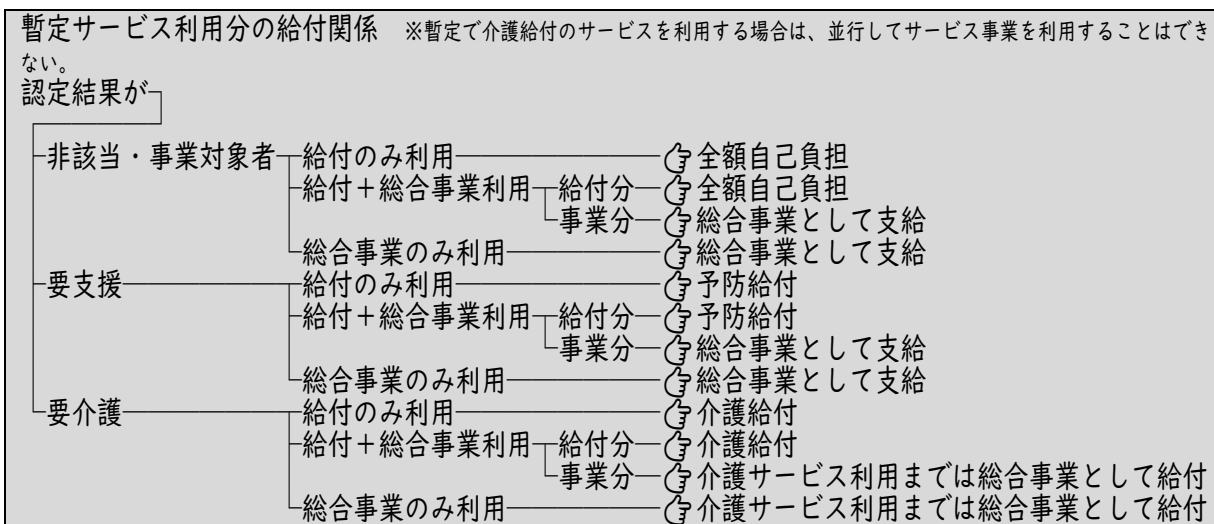 暫定サービス利用分の給付関係　※暫定で介護給付のサービスを利用する場合は、並行してサービス事業を利用することはでき
ない。
認定結果が
非該当・事業対象者 給付のみ利用 全額自己負担
給付＋総合事業利用 給付分 全額自己負担
事業分 総合事業として支給
総合事業のみ利用 総合事業として支給
要支援 給付のみ利用 予防給付
給付＋総合事業利用 給付分 予防給付
事業分 総合事業として支給
総合事業のみ利用 総合事業として支給
要介護 給付のみ利用 介護給付
給付＋総合事業利用 給付分 介護給付
事業分 介護サービス利用までは総合事業として給付
総合事業のみ利用 介護サービス利用までは総合事業として給付